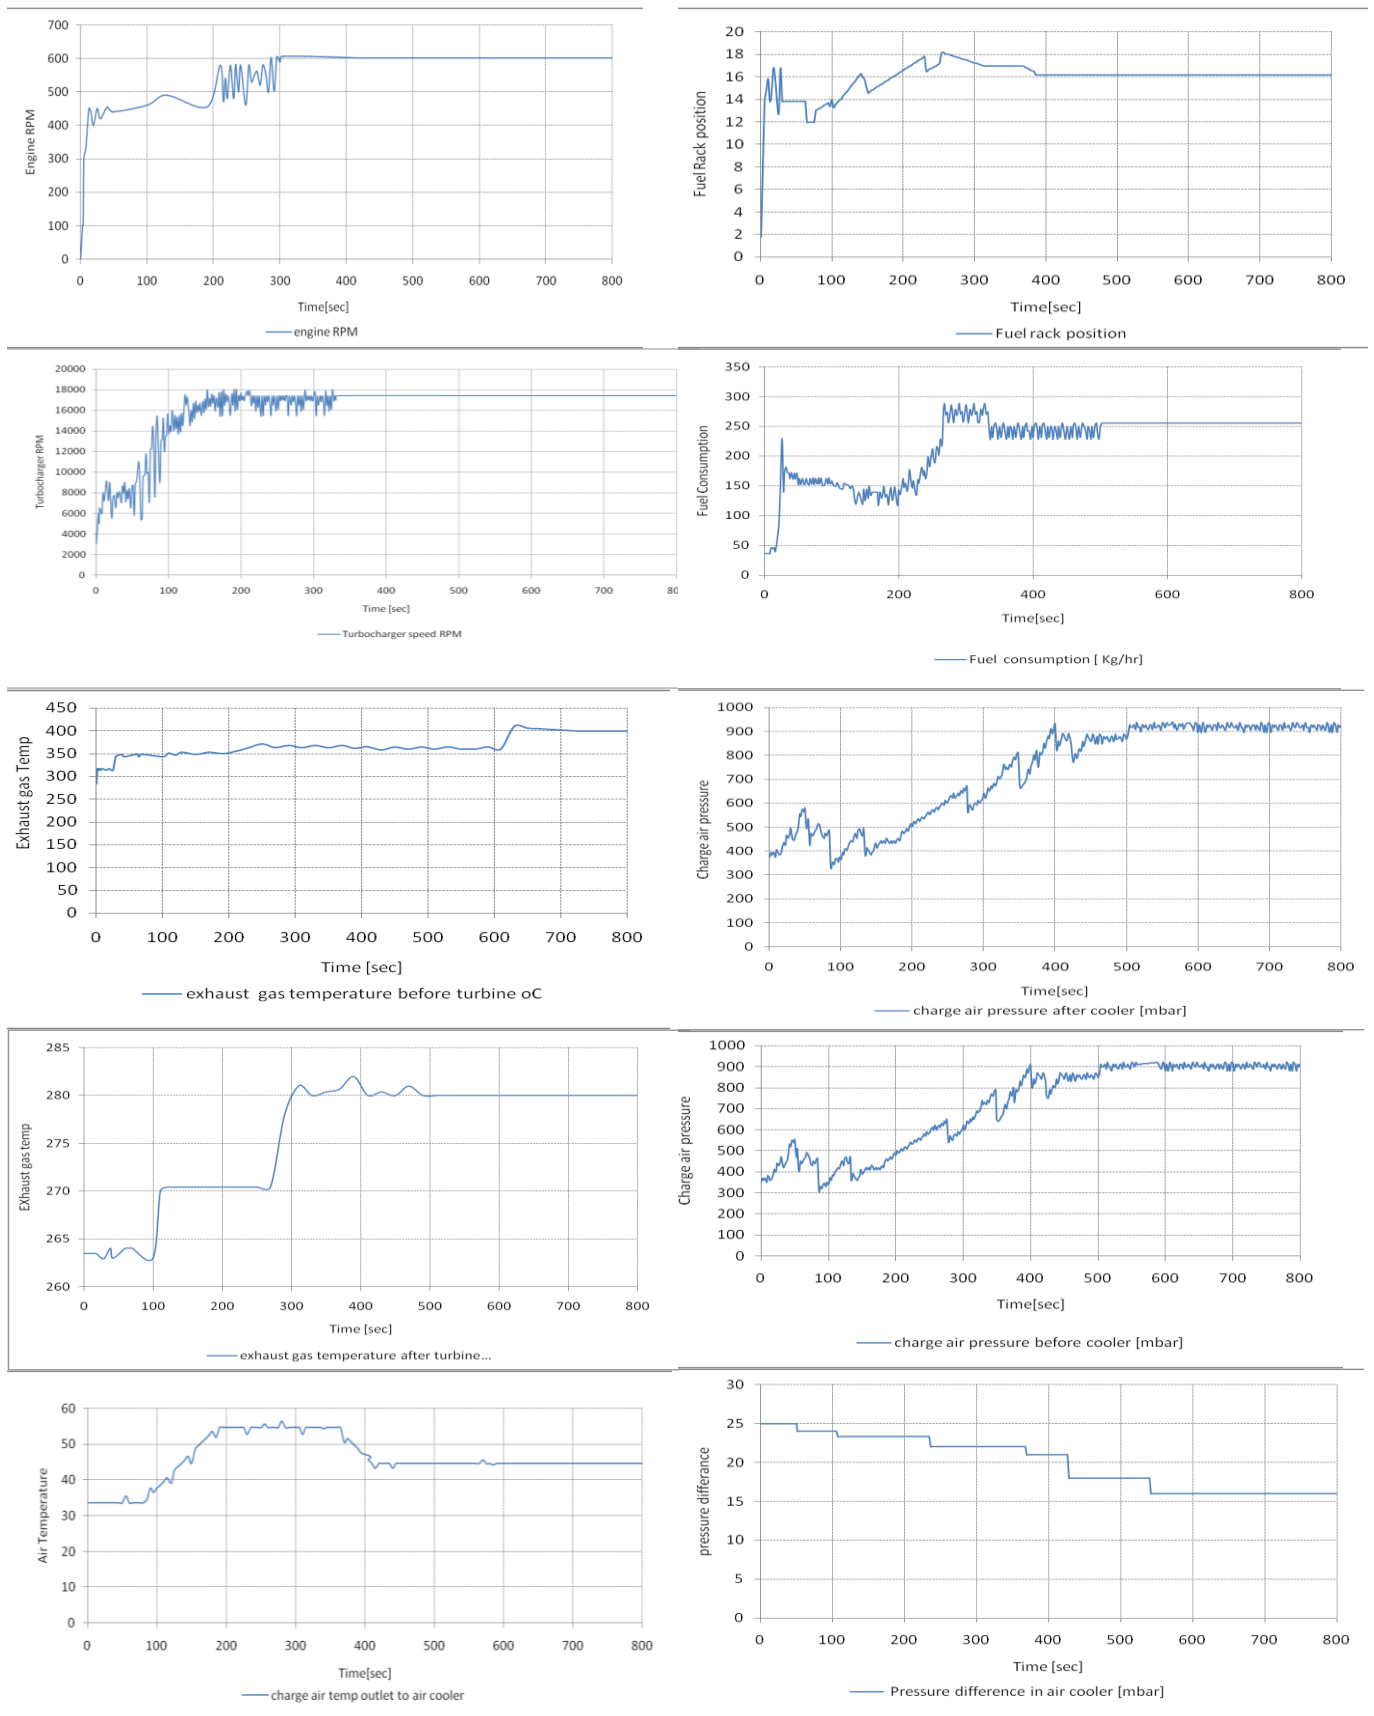 700
600
500
400
300
200
100
0
Engine RPM
0 100 200 300 400 500 600 700 800
Time[sec]
engine RPM
20
18
16
14
12
10
8
6
4
2
0
Fuel Rack position
0 100 200 300 400 500 600 700 800
Time[sec]
Fuel rack position
20000
18000
16000
14000
12000
10000
8000
6000
4000
2000
0
Turbocharger RPM
0 100 200 300 400 500 600 700 80
Time [sec]
Turbocharger speed RPM
350
300
250
200
150
100
50
0
Fuel Consumption
0 200 400 600 800
Time[sec]
Fuel consumption [ Kg/hr]
450
400
350
300
250
200
150
100
50
0
Exhaust gas Temp
0 100 200 300 400 500 600 700 800
Time [sec]
exhaust gas temperature before turbine oC
1000
900
800
700
600
500
400
300
200
100
0
Charge air pressure
0 100 200 300 400 500 600 700 800
Time[sec]
charge air pressure after cooler [mbar]
285
280
275
270
265
260
EXhaust gas temp
0 100 200 300 400 500 600 700 800
Time [sec]
exhaust gas temperature after turbine...
1000
900
800
700
600
500
400
300
200
100
0
Charge air pressure
0 100 200 300 400 500 600 700 800
Time[sec]
charge air pressure before cooler [mbar]
60
50
40
30
20
10
0
Air Temperature
0 100 200 300 400 500 600 700 800
Time[sec]
charge air temp outlet to air cooler
30
25
20
15
10
5
0
pressure differance
0 100 200 300 400 500 600 700 800
Time [sec]
Pressure difference in air cooler [mbar]